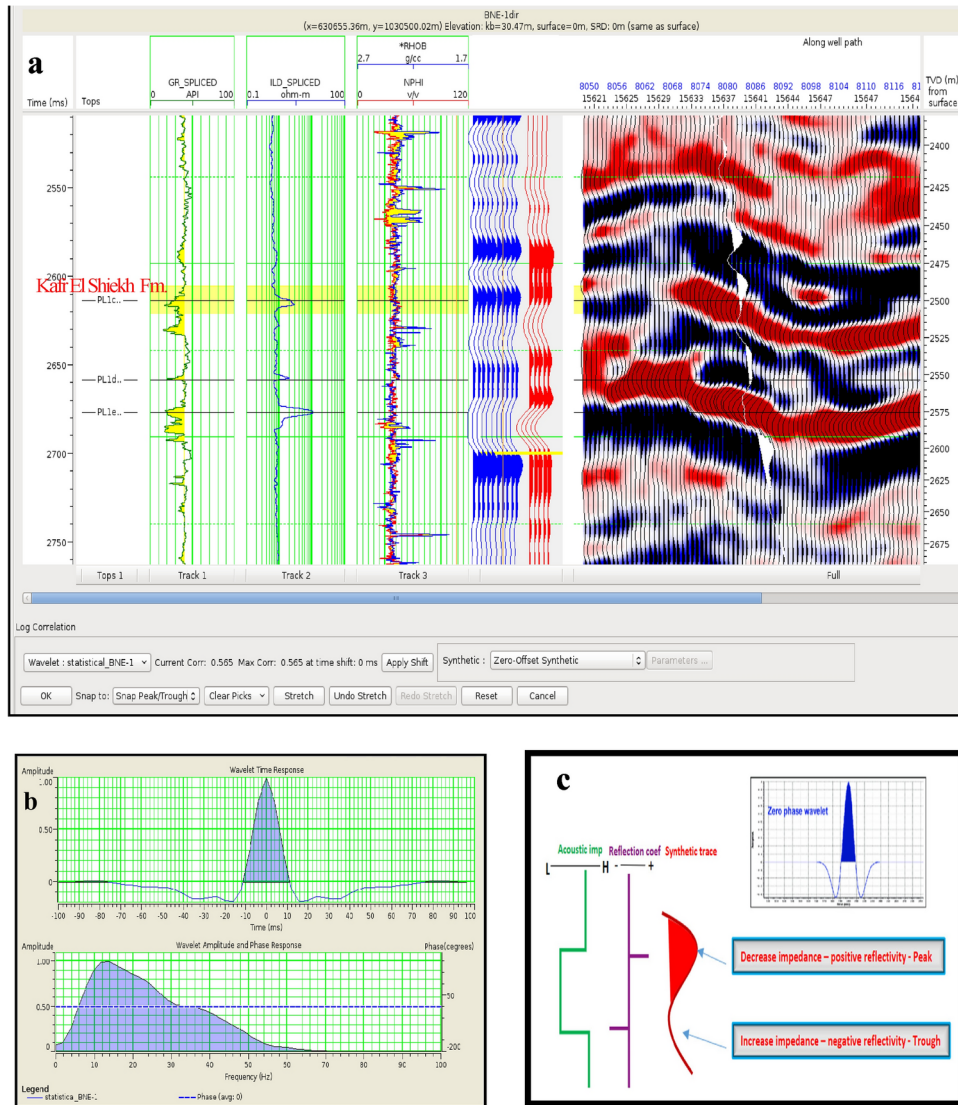 BNE-1dir
(x=630655.36m, y=1030500.02m) Elevation: kb=30.47m, surface=0m, SRD: 0m (same as surface)
a
*RHOB
g/cc
2.7 1.7
Along well path
GR_SPLICED
API
0 100
ILD_SPLICED
ohm-m
0.1 100
NPHI
v/v
0 120
8050 8056 8062 8068 8074 8080 8086 8092 8098 8104 8110 8116 81
15621 15625 15629 15633 15637 15641 15644 15647 15647 1564
TVD (m)
from
surface
Time (ms) Tops
2400
2425
2450
2475
2500
2525
2550
2575
2600
2625
2650
2675
2550
2600
Kafr El Shiekh Fm.
PL1c..
2650
PL1d..
PL1e..
2700
2750
Tops 1 Track 1 Track 2 Track 3 Full
Log Correlation
Wavelet : statistical_BNE-1 Current Corr: 0.565 Max Corr: 0.565 at time shift: 0 ms Apply Shift Synthetic : Zero-Offset Synthetic Parameters ...
OK Snap to: Snap Peak/Trough Clear Picks Stretch Undo Stretch Redo Stretch Reset Cancel
b
Amplitude Wavelet Time Response
1.00
0.50
0
-100 -90 -80 -70 -60 -50 -40 -30 -20 -10 0 10 20 30 40 50 60 70 80 90 100
Time (ms)
Amplitude Wavelet Amplitude and Phase Response Phase(degrees)
1.00
0.50
0
-50
-200
0 10 20 30 40 50 60 70 80 90 100
Frequency (Hz)
Legend
statistica_BNE-1 Phase (avg: 0)
c
Zero phase wavelet
Acoustic imp Reflection coef Synthetic trace
L H - +
Decrease impedance – positive reflectivity - Peak
Increase impedance – negative reflectivity - Trough